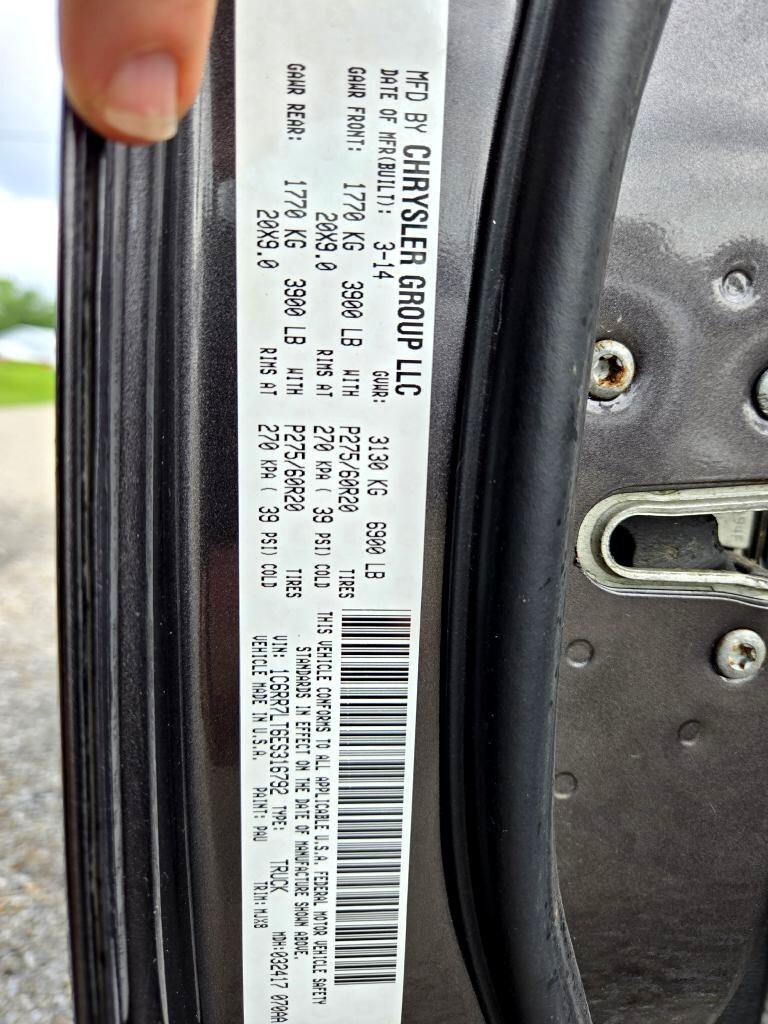 MFD BY CHRYSLER GROUP LLC
DATE OF MFR(BUILT): 3-14 GVWR: 3130 KG 6900 LB
GAWR FRONT: 1770 KG 3900 LB WITH P275/60R20 TIRES
20X9.0 RIMS AT 270 KPA ( 39 PSI) COLD
GAWR REAR: 1770 KG 3900 LB WITH P275/60R20 TIRES
20X9.0 RIMS AT 270 KPA ( 39 PSI) COLD
THIS VEHICLE CONFORMS TO ALL APPLICABLE U.S.A. FEDERAL MOTOR VEHICLE SAFETY
STANDARDS IN EFFECT ON THE DATE OF MANUFACTURE SHOWN ABOVE.
VIN: 1C6RR7LT6ES316792 TYPE: TRUCK MDH:032417 070AA
VEHICLE MADE IN U.S.A. PAINT: PAU TRIM: MJX8